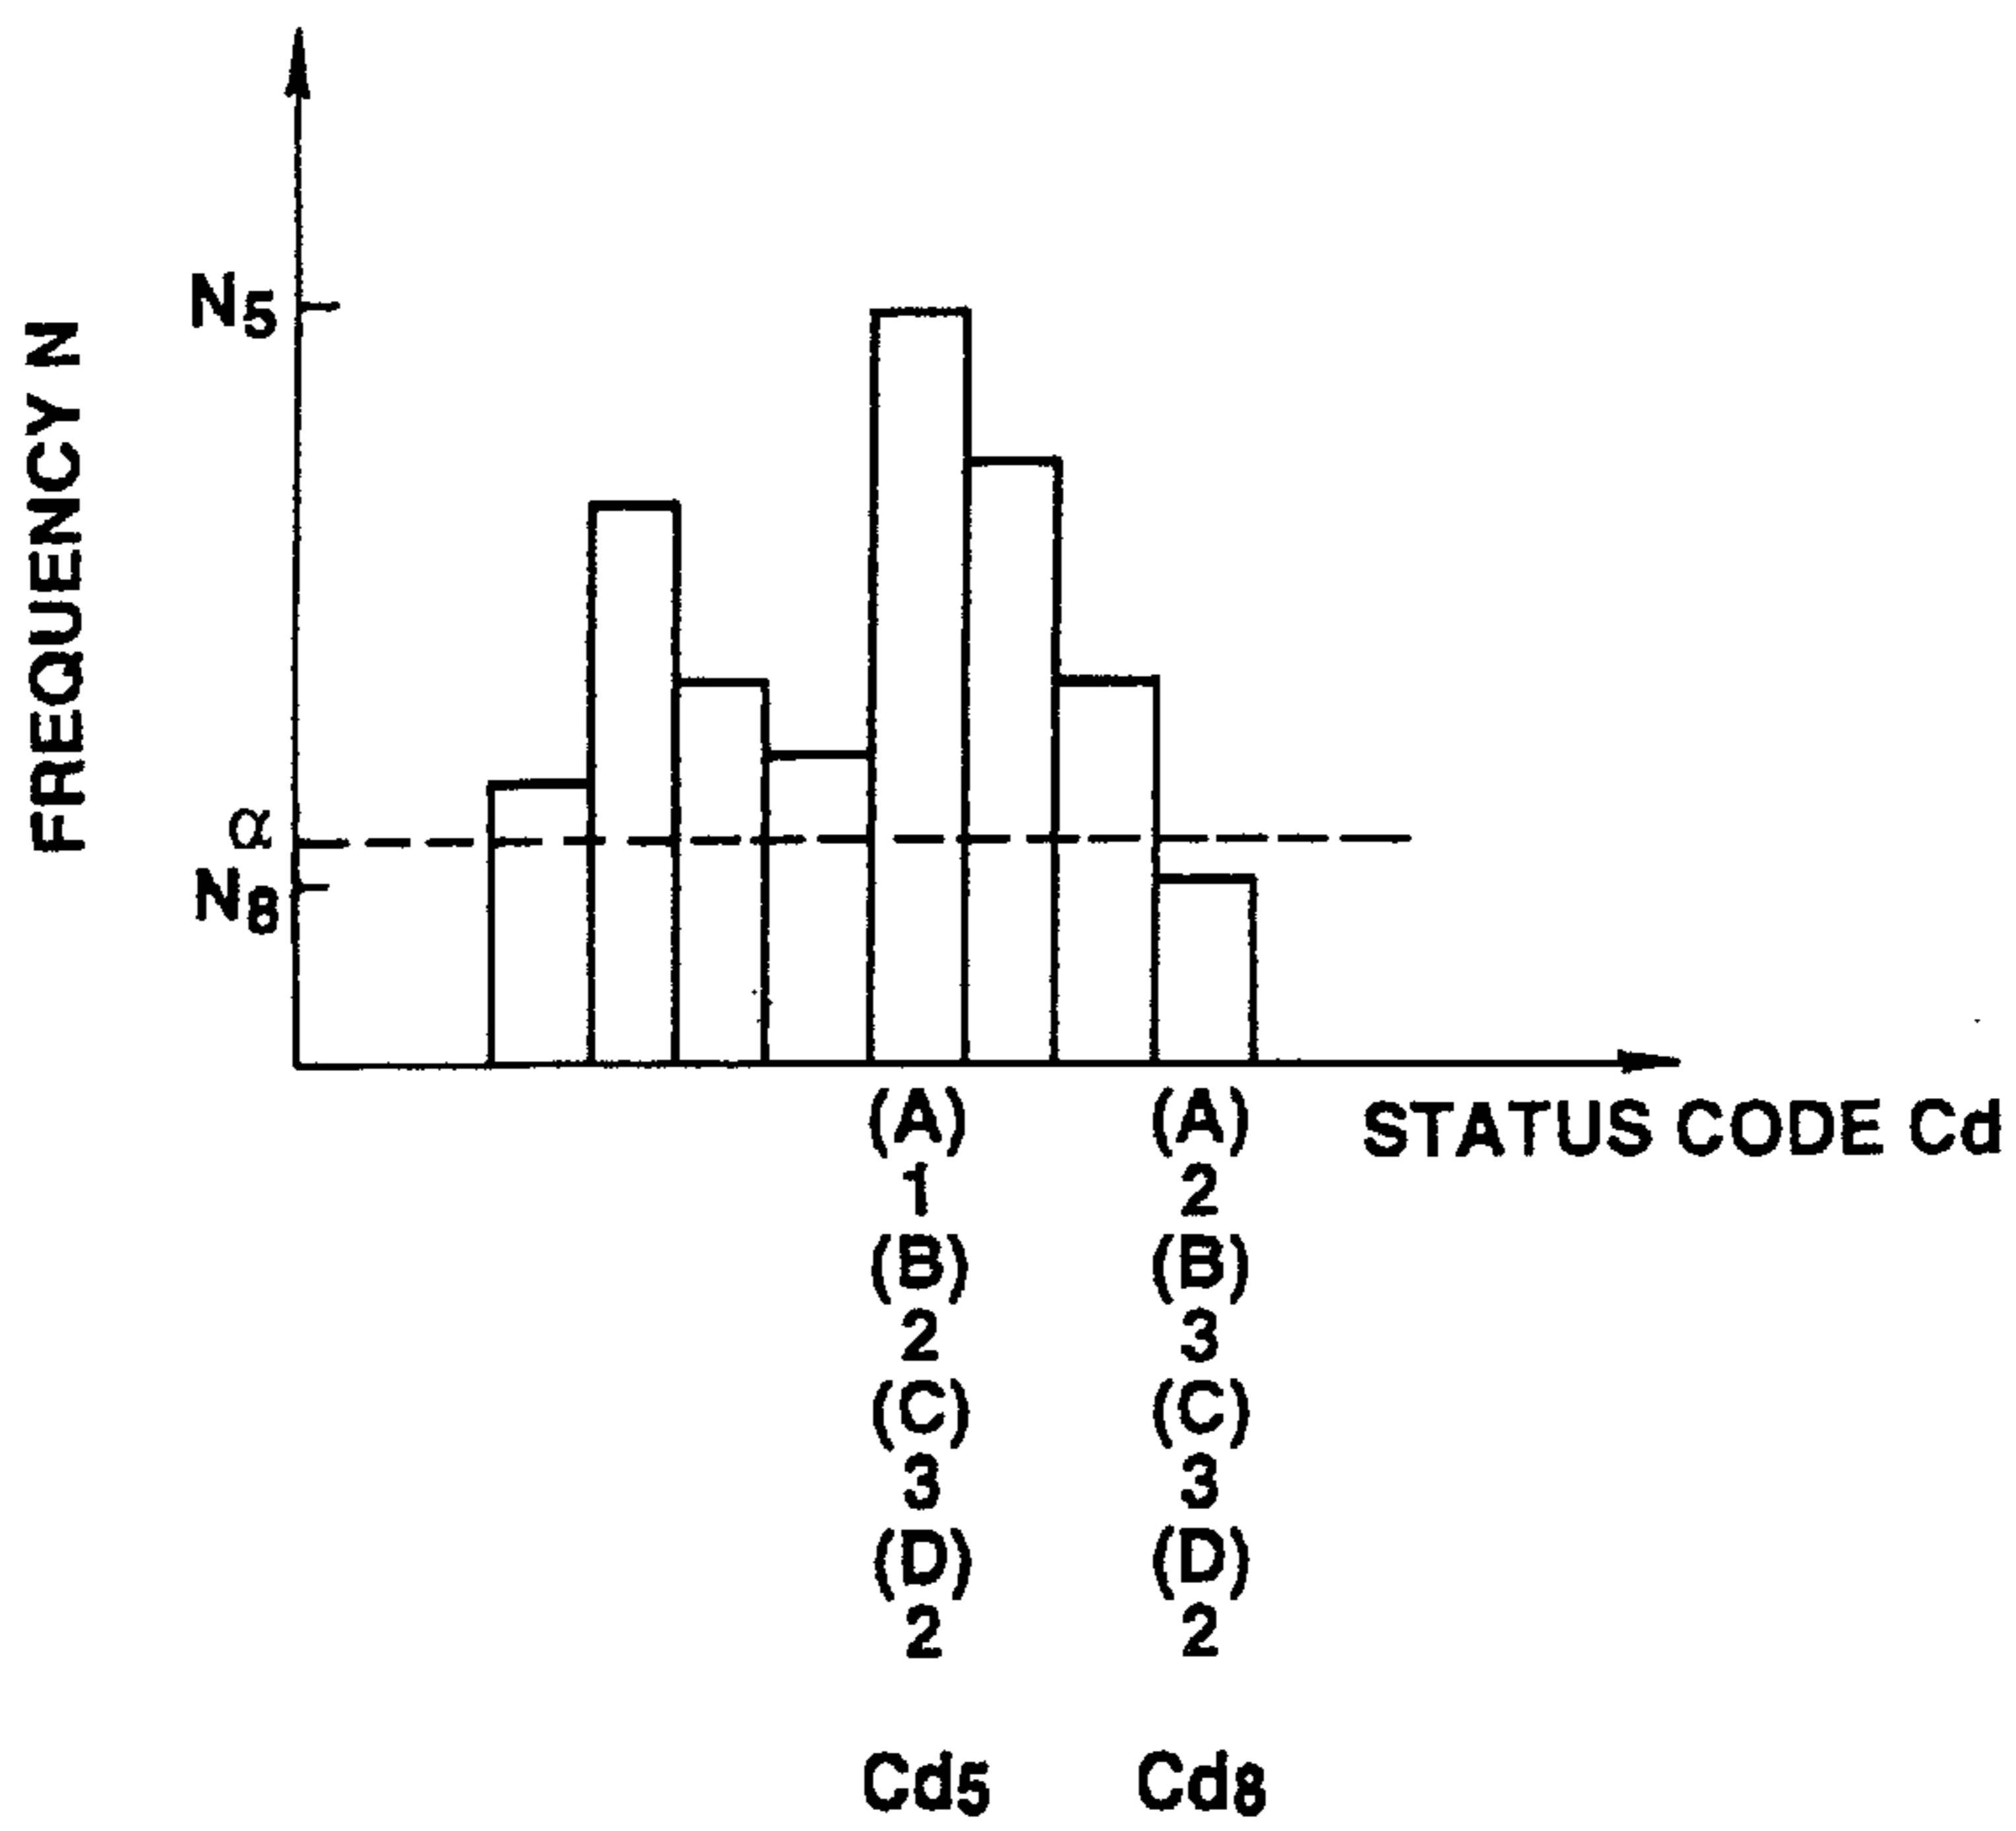 FREQUENCY N
N5
α
N8
(A) (A) STATUS CODE Cd
1 2
(B) (B)
2 3
(C) (C)
3 3
(D) (D)
2 2
Cd5 Cd8